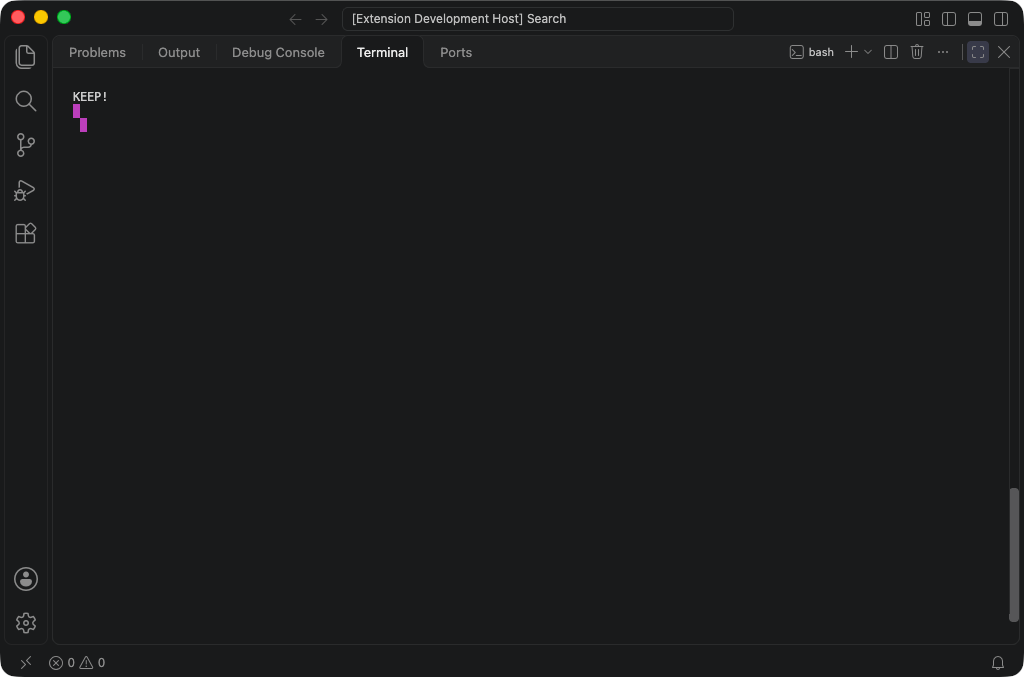 [Extension Development Host] Search
Problems
Output
Debug Console
Terminal
Ports
bash
KEEP!
0
0